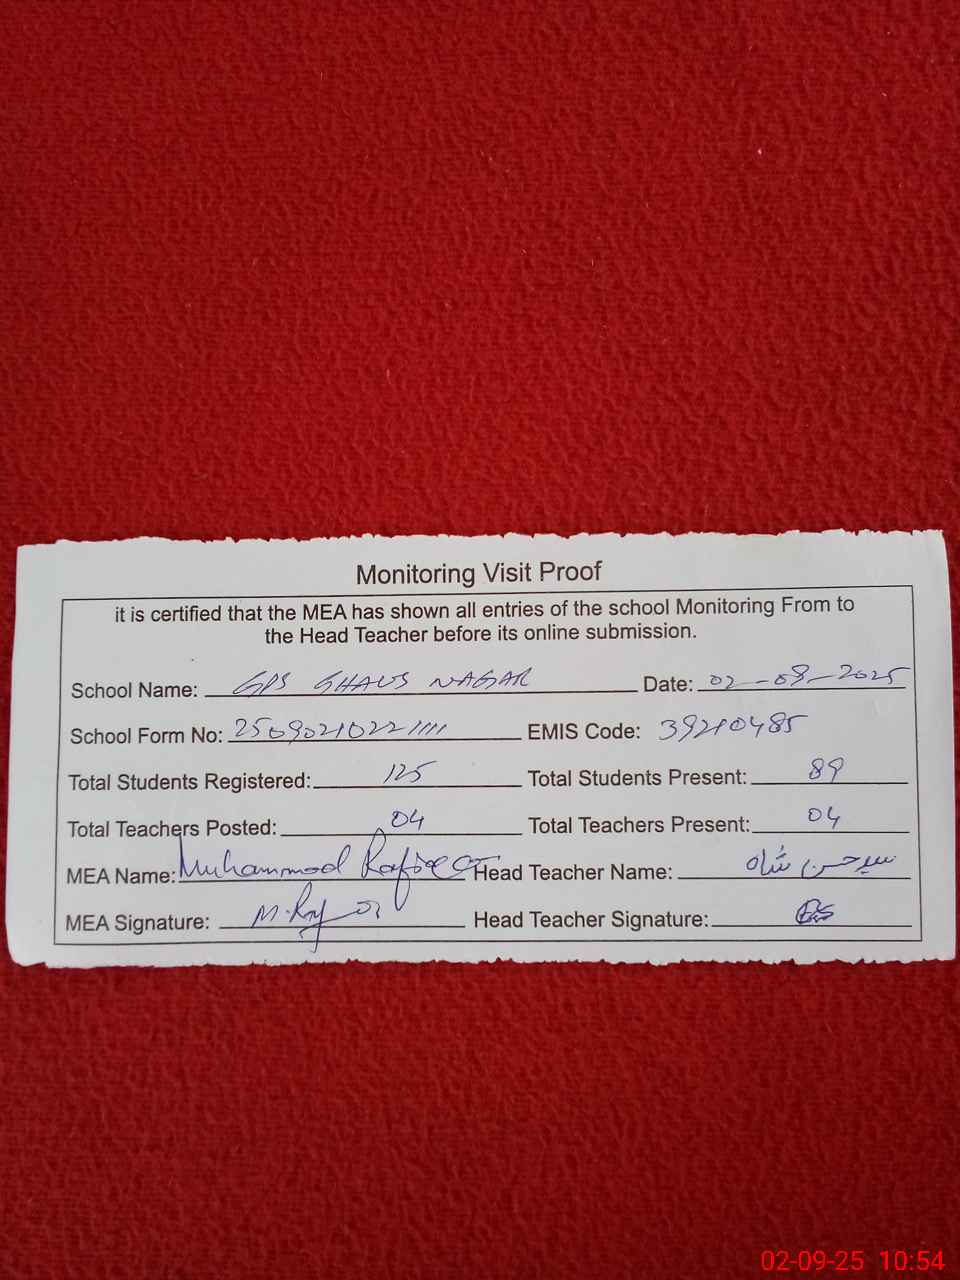 Monitoring Visit Proof
it is certified that the MEA has shown all entries of the school Monitoring From to
the Head Teacher before its online submission.
School Name: GPS GHAUS NAGAR Date: 02-09-2025
School Form No: 25090210221111 EMIS Code: 39210485
Total Students Registered: 125 Total Students Present: 89
Total Teachers Posted: 04 Total Teachers Present: 04
MEA Name: Muhammad Rafiq Head Teacher Name: سید حسن شاہ
MEA Signature: M. Raf Head Teacher Signature:
02-09-25 10:54